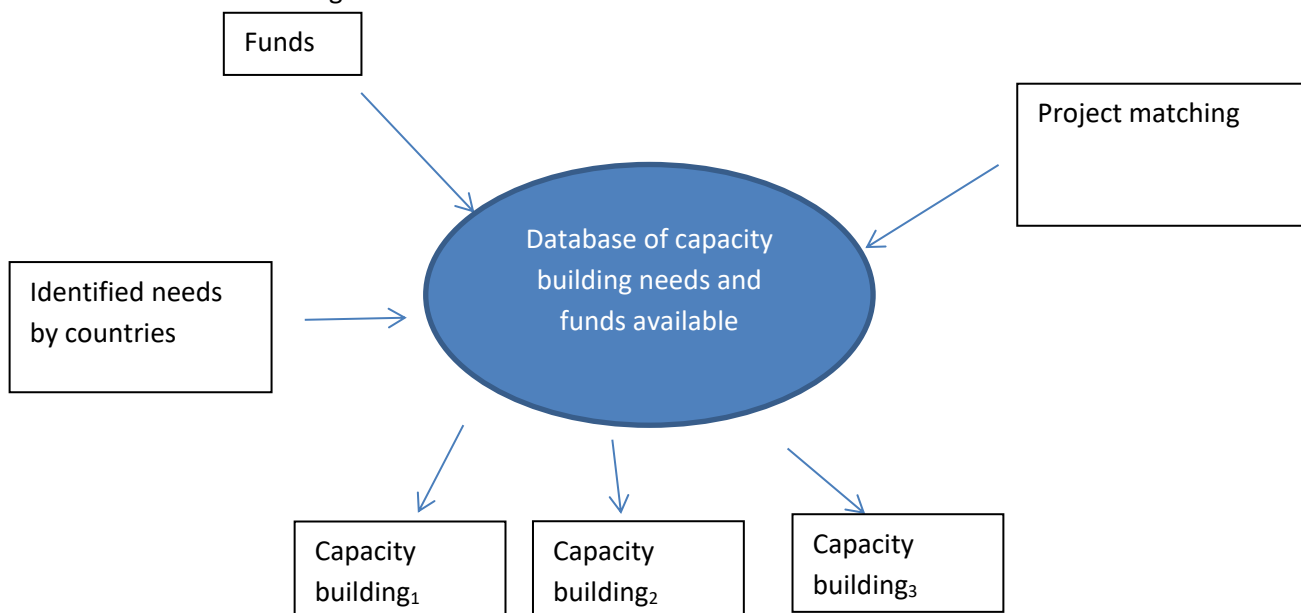 Funds
Project matching
Database of capacity
building needs and
funds available
Identified needs
by countries
Capacity
building₁
Capacity
building₂
Capacity
building₃